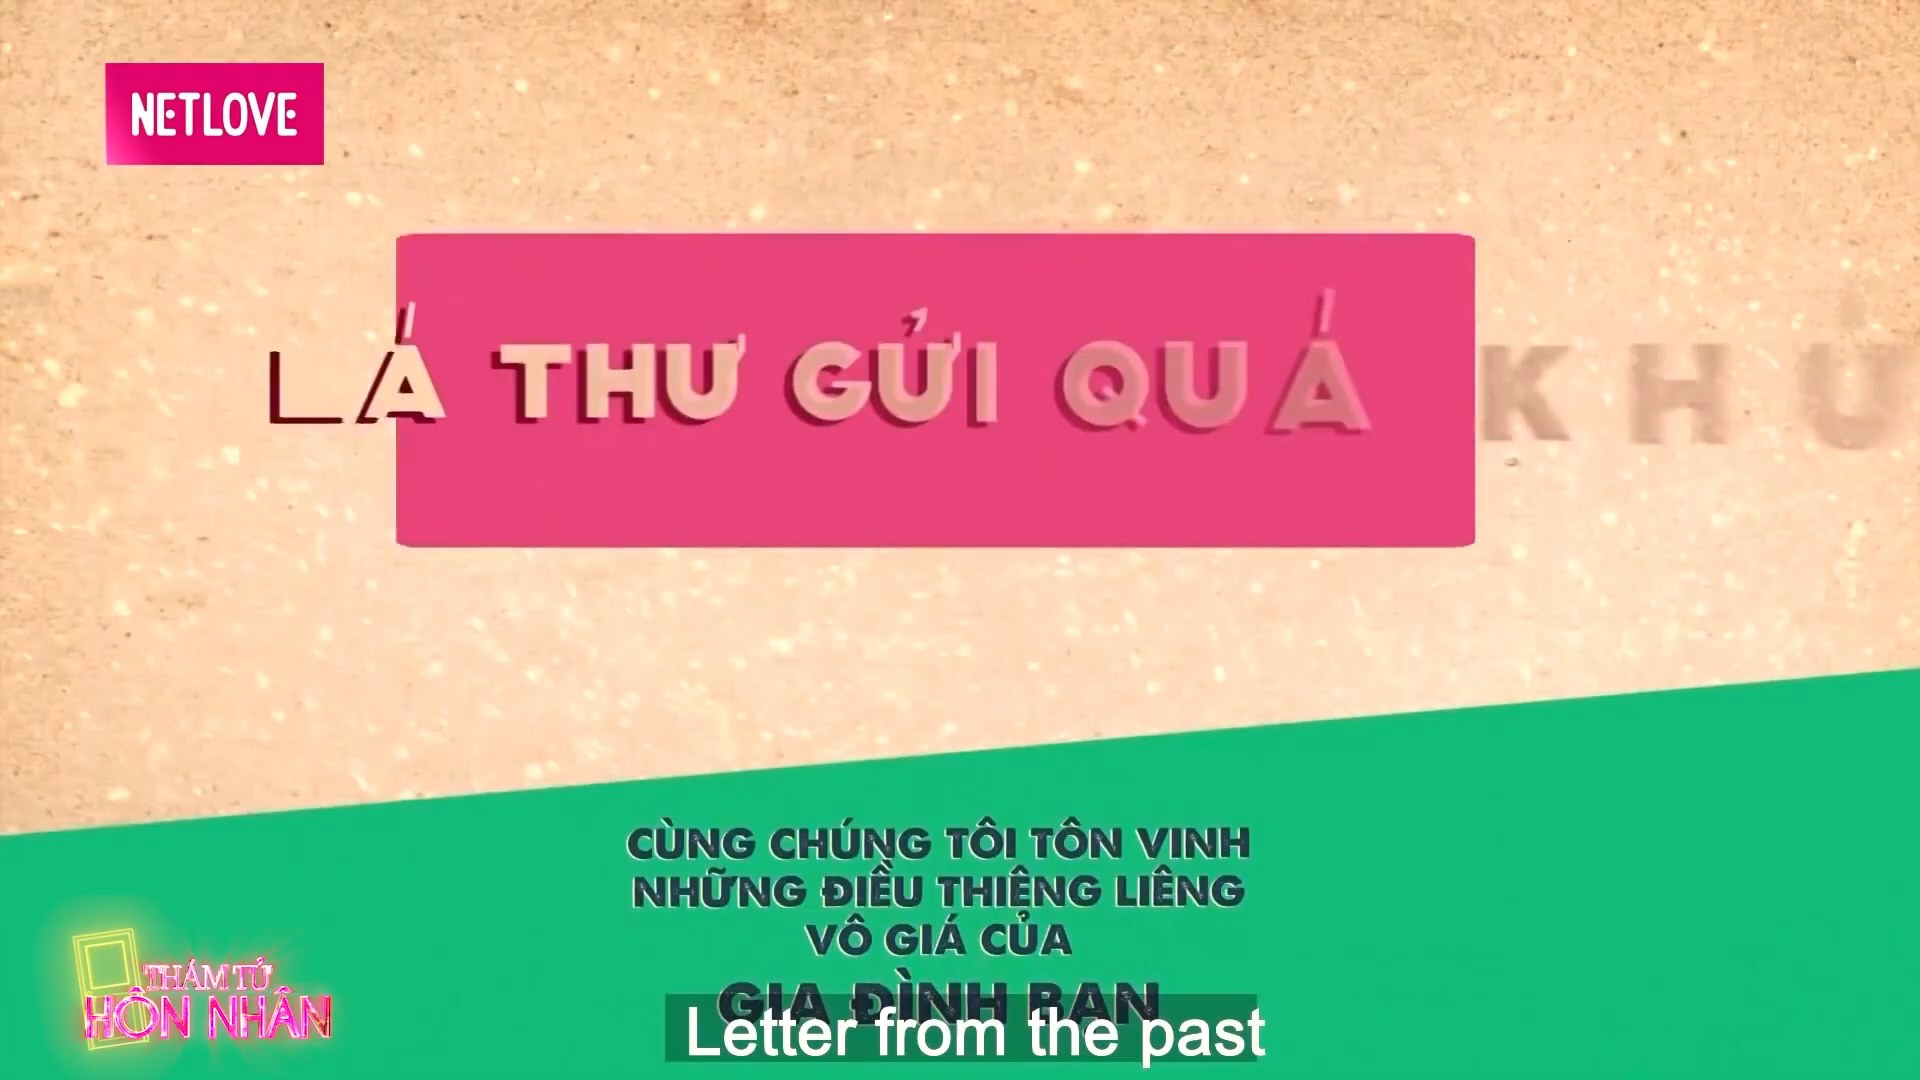 NETLOVE
LÁ THƯ GỬI QUÁ KHỨ
CÙNG CHÚNG TÔI TÔN VINH
NHỮNG ĐIỀU THIÊNG LIÊNG
VÔ GIÁ CỦA
GIA ĐÌNH BẠN
Letter from the past
THÁM TỬ
HÔN NHÂN